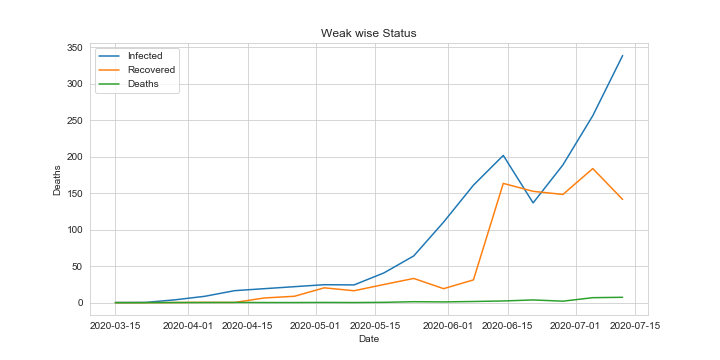 Weak wise Status
Infected
Recovered
Deaths
350
300
250
200
150
100
50
0
Deaths
2020-03-15
2020-04-01
2020-04-15
2020-05-01
2020-05-15
2020-06-01
2020-06-15
2020-07-01
2020-07-15
Date